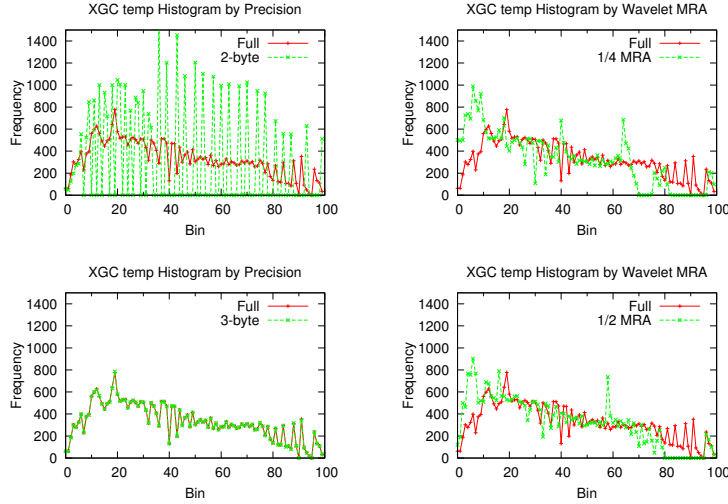 XGC temp Histogram by Precision
Full
2-byte
Frequency
1400
1200
1000
800
600
400
200
0
0 20 40 60 80 100
Bin
XGC temp Histogram by Wavelet MRA
Full
1/4 MRA
Frequency
1400
1200
1000
800
600
400
200
0
0 20 40 60 80 100
Bin
XGC temp Histogram by Precision
Full
3-byte
Frequency
1400
1200
1000
800
600
400
200
0
0 20 40 60 80 100
Bin
XGC temp Histogram by Wavelet MRA
Full
1/2 MRA
Frequency
1400
1200
1000
800
600
400
200
0
0 20 40 60 80 100
Bin